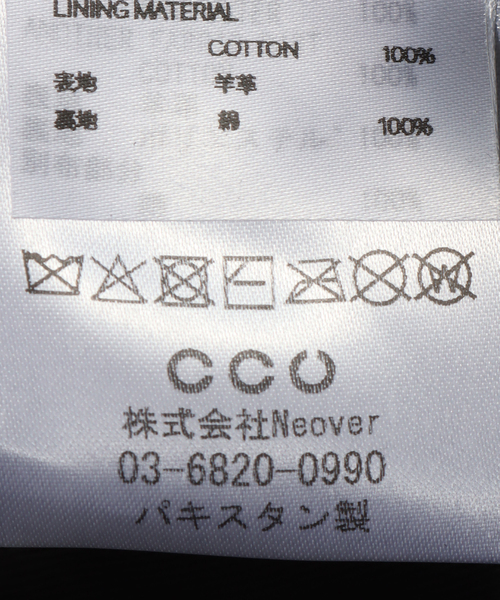 LINING MATERIAL
COTTON 100%
表地 羊革
裏地 綿 100%
CCU
株式会社Neover
03-6820-0990
パキスタン製